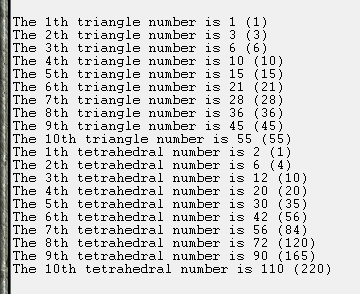 The 1th triangle number is 1 (1)
The 2th triangle number is 3 (3)
The 3th triangle number is 6 (6)
The 4th triangle number is 10 (10)
The 5th triangle number is 15 (15)
The 6th triangle number is 21 (21)
The 7th triangle number is 28 (28)
The 8th triangle number is 36 (36)
The 9th triangle number is 45 (45)
The 10th triangle number is 55 (55)
The 1th tetrahedral number is 2 (1)
The 2th tetrahedral number is 6 (4)
The 3th tetrahedral number is 12 (10)
The 4th tetrahedral number is 20 (20)
The 5th tetrahedral number is 30 (35)
The 6th tetrahedral number is 42 (56)
The 7th tetrahedral number is 56 (84)
The 8th tetrahedral number is 72 (120)
The 9th tetrahedral number is 90 (165)
The 10th tetrahedral number is 110 (220)